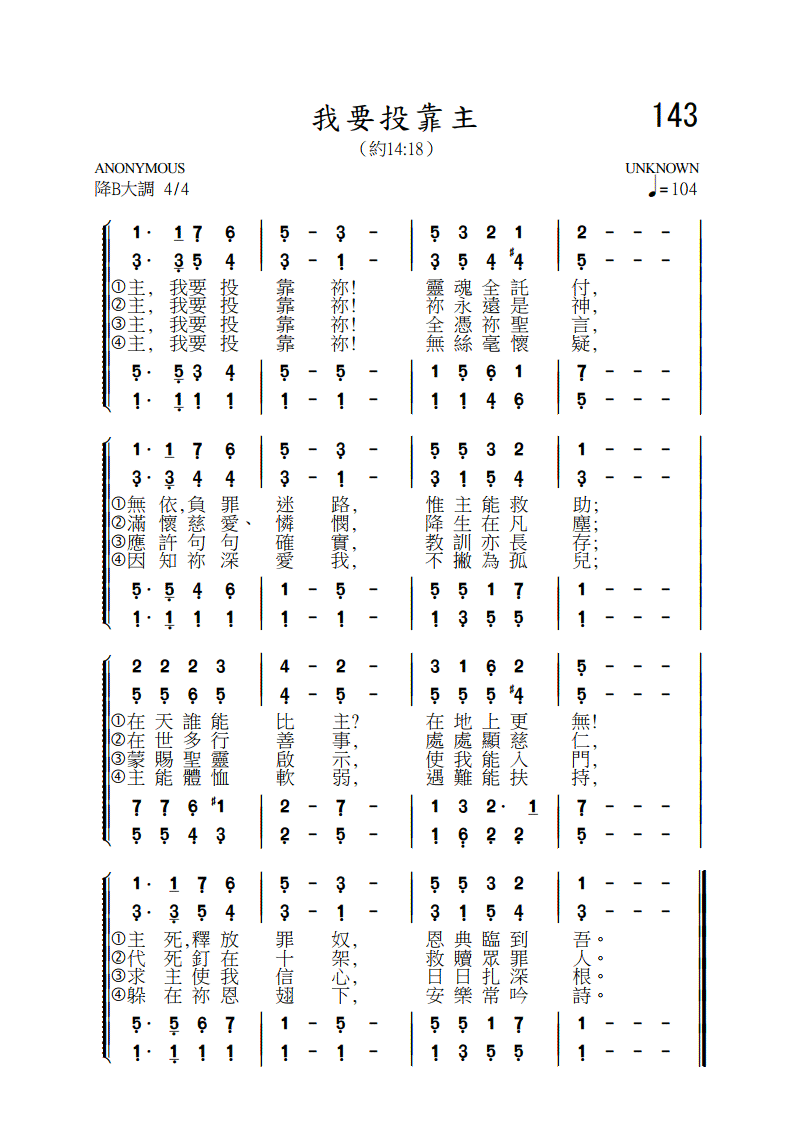 我要投靠主
143
（約14:18）
ANONYMOUS
UNKNOWN
降B大調 4/4
♩=104
1· 1 7 6 | 5 - 3 - | 5 3 2 1 | 2 - - -
3· 3 5 4 | 3 - 1 - | 3 5 4 ♯4 | 5 - - -
①主，我要投 靠 祢！ 靈魂全託 付，
②主，我要投 靠 祢！ 祢永遠是 神，
③主，我要投 靠 祢！ 全憑祢聖 言，
④主，我要投 靠 祢！ 無絲毫懷 疑，
5· 5 3 4 | 5 - 5 - | 1 5 6 1 | 7 - - -
1· 1 1 1 | 1 - 1 - | 1 1 4 6 | 5 - - -
1· 1 7 6 | 5 - 3 - | 5 5 3 2 | 1 - - -
3· 3 4 4 | 3 - 1 - | 3 1 5 4 | 3 - - -
①無依，負罪 迷 路， 惟主能救 助；
②滿懷慈愛、 憐 憫， 降生在凡 塵；
③應許句句 確 實， 教訓亦長 存；
④因知祢深 愛 我， 不撇為孤 兒；
5· 5 4 6 | 1 - 5 - | 5 5 1 7 | 1 - - -
1· 1 1 1 | 1 - 1 - | 1 3 5 5 | 1 - - -
2 2 2 3 | 4 - 2 - | 3 1 6 2 | 5 - - -
5 5 6 5 | 4 - 5 - | 5 5 5 ♯4 | 5 - - -
①在天誰能 比 主？ 在地上更 無！
②在世多行 善 事， 處處顯慈 仁，
③蒙賜聖靈 啟 示， 使我能入 門，
④主能體恤 軟 弱， 遇難能扶 持，
7 7 6 ♯1 | 2 - 7 - | 1 3 2· 1 | 7 - - -
5 5 4 3 | 2 - 5 - | 1 6 2 2 | 5 - - -
1· 1 7 6 | 5 - 3 - | 5 5 3 2 | 1 - - -
3· 3 5 4 | 3 - 1 - | 3 1 5 4 | 3 - - -
①主死，釋放 罪 奴， 恩典臨到 吾。
②代死釘在 十 架， 救贖眾罪 人。
③求主使我 信 心， 日日扎深 根。
④躲在祢恩 翅 下， 安樂常吟 詩。
5· 5 6 7 | 1 - 5 - | 5 5 1 7 | 1 - - -
1· 1 1 1 | 1 - 1 - | 1 3 5 5 | 1 - - -